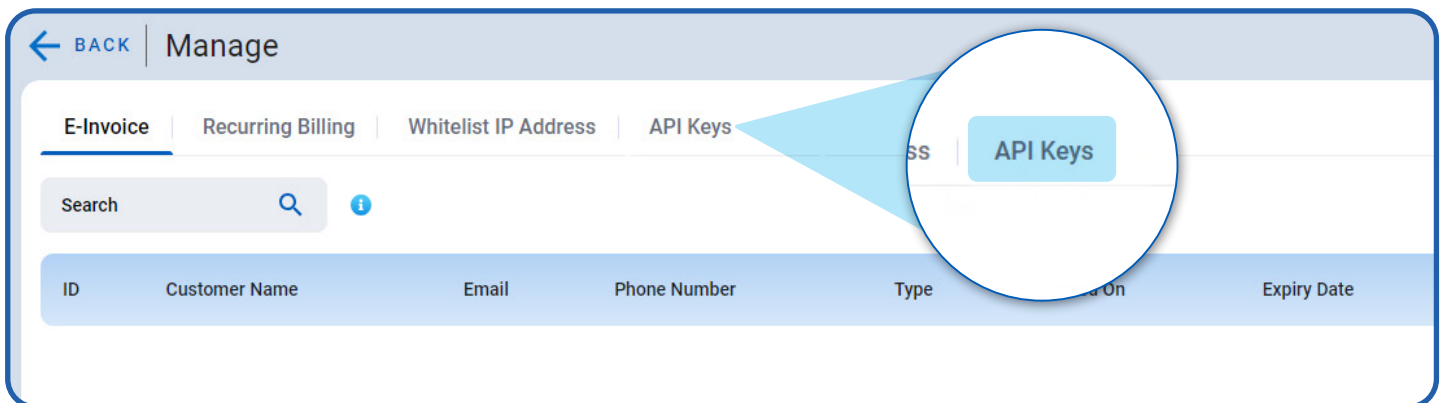 BACK Manage
E-Invoice Recurring Billing Whitelist IP Address API Keys
ss API Keys
Search
ID Customer Name Email Phone Number Type On Expiry Date